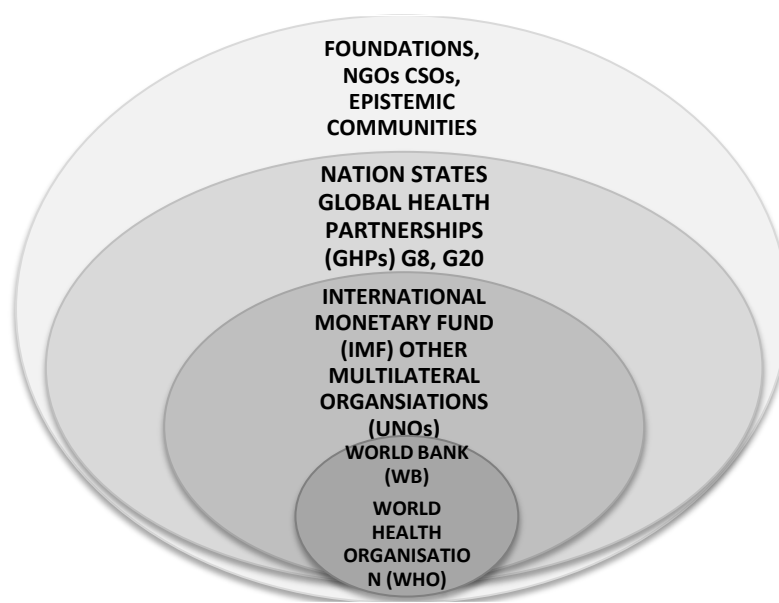 FOUNDATIONS,
NGOs CSOs,
EPISTEMIC
COMMUNITIES
NATION STATES
GLOBAL HEALTH
PARTNERSHIPS
(GHPs) G8, G20
INTERNATIONAL
MONETARY FUND
(IMF) OTHER
MULTILATERAL
ORGANSIATIONS
(UNOs)
WORLD BANK
(WB)
WORLD
HEALTH
ORGANISATIO
N (WHO)